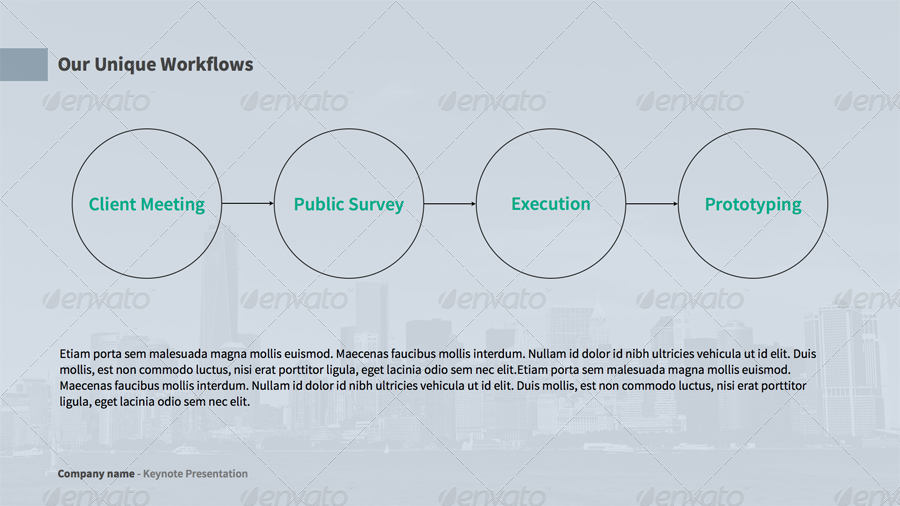 Our Unique Workflows
Client Meeting
Public Survey
Execution
Prototyping
Etiam porta sem malesuada magna mollis euismod. Maecenas faucibus mollis interdum. Nullam id dolor id nibh ultricies vehicula ut id elit. Duis
mollis, est non commodo luctus, nisi erat porttitor ligula, eget lacinia odio sem nec elit.Etiam porta sem malesuada magna mollis euismod.
Maecenas faucibus mollis interdum. Nullam id dolor id nibh ultricies vehicula ut id elit. Duis mollis, est non commodo luctus, nisi erat porttitor
ligula, eget lacinia odio sem nec elit.
Company name - Keynote Presentation
envato envato envato envato envato
envato envato envato envato envato
envato envato envato envato envato